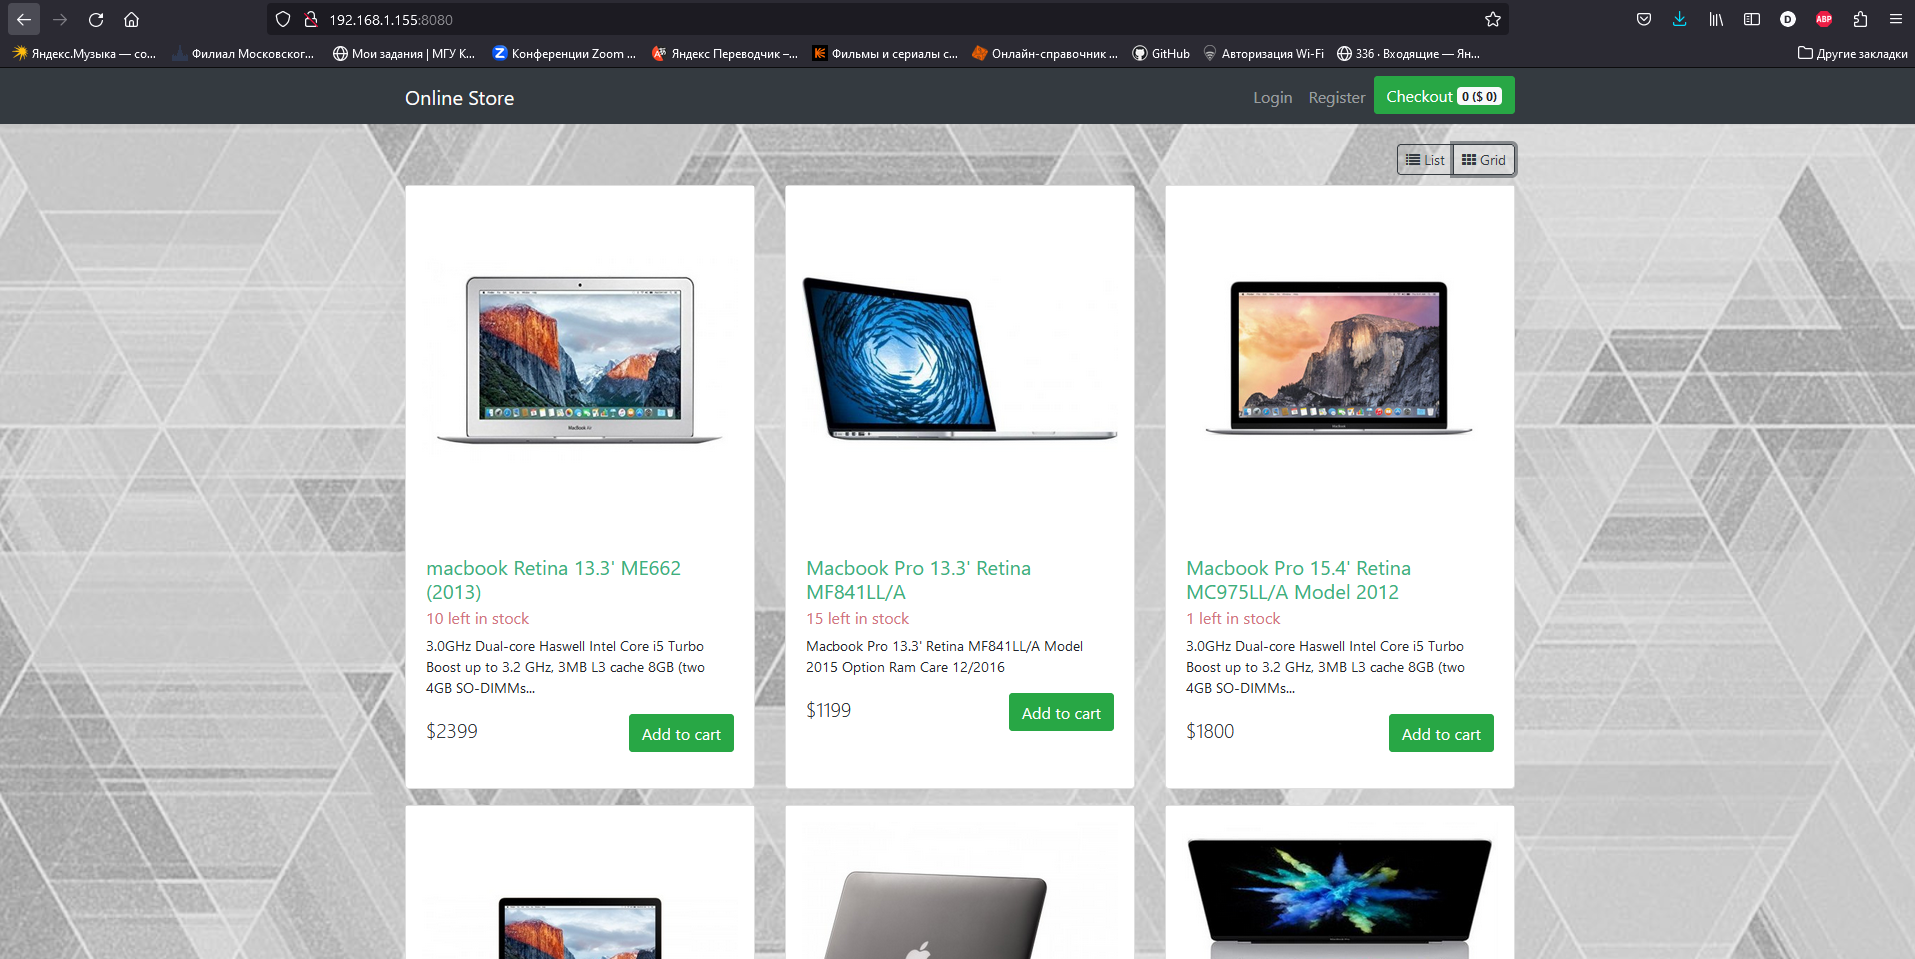 192.168.1.155:8080
Яндекс.Музыка — со...
Филиал Московског...
Мои задания | МГУ К...
Конференции Zoom ...
Яндекс Переводчик –...
Фильмы и сериалы с...
Онлайн-справочник ...
GitHub
Авторизация Wi-Fi
336 · Входящие — Ян...
Другие закладки
Online Store
Login
Register
Checkout 0 ($ 0)
List
Grid
macbook Retina 13.3' ME662
(2013)
10 left in stock
3.0GHz Dual-core Haswell Intel Core i5 Turbo
Boost up to 3.2 GHz, 3MB L3 cache 8GB (two
4GB SO-DIMMs...
$2399
Add to cart
Macbook Pro 13.3' Retina
MF841LL/A
15 left in stock
Macbook Pro 13.3' Retina MF841LL/A Model
2015 Option Ram Care 12/2016
$1199
Add to cart
Macbook Pro 15.4' Retina
MC975LL/A Model 2012
1 left in stock
3.0GHz Dual-core Haswell Intel Core i5 Turbo
Boost up to 3.2 GHz, 3MB L3 cache 8GB (two
4GB SO-DIMMs...
$1800
Add to cart
MacBook Air
ABP
D